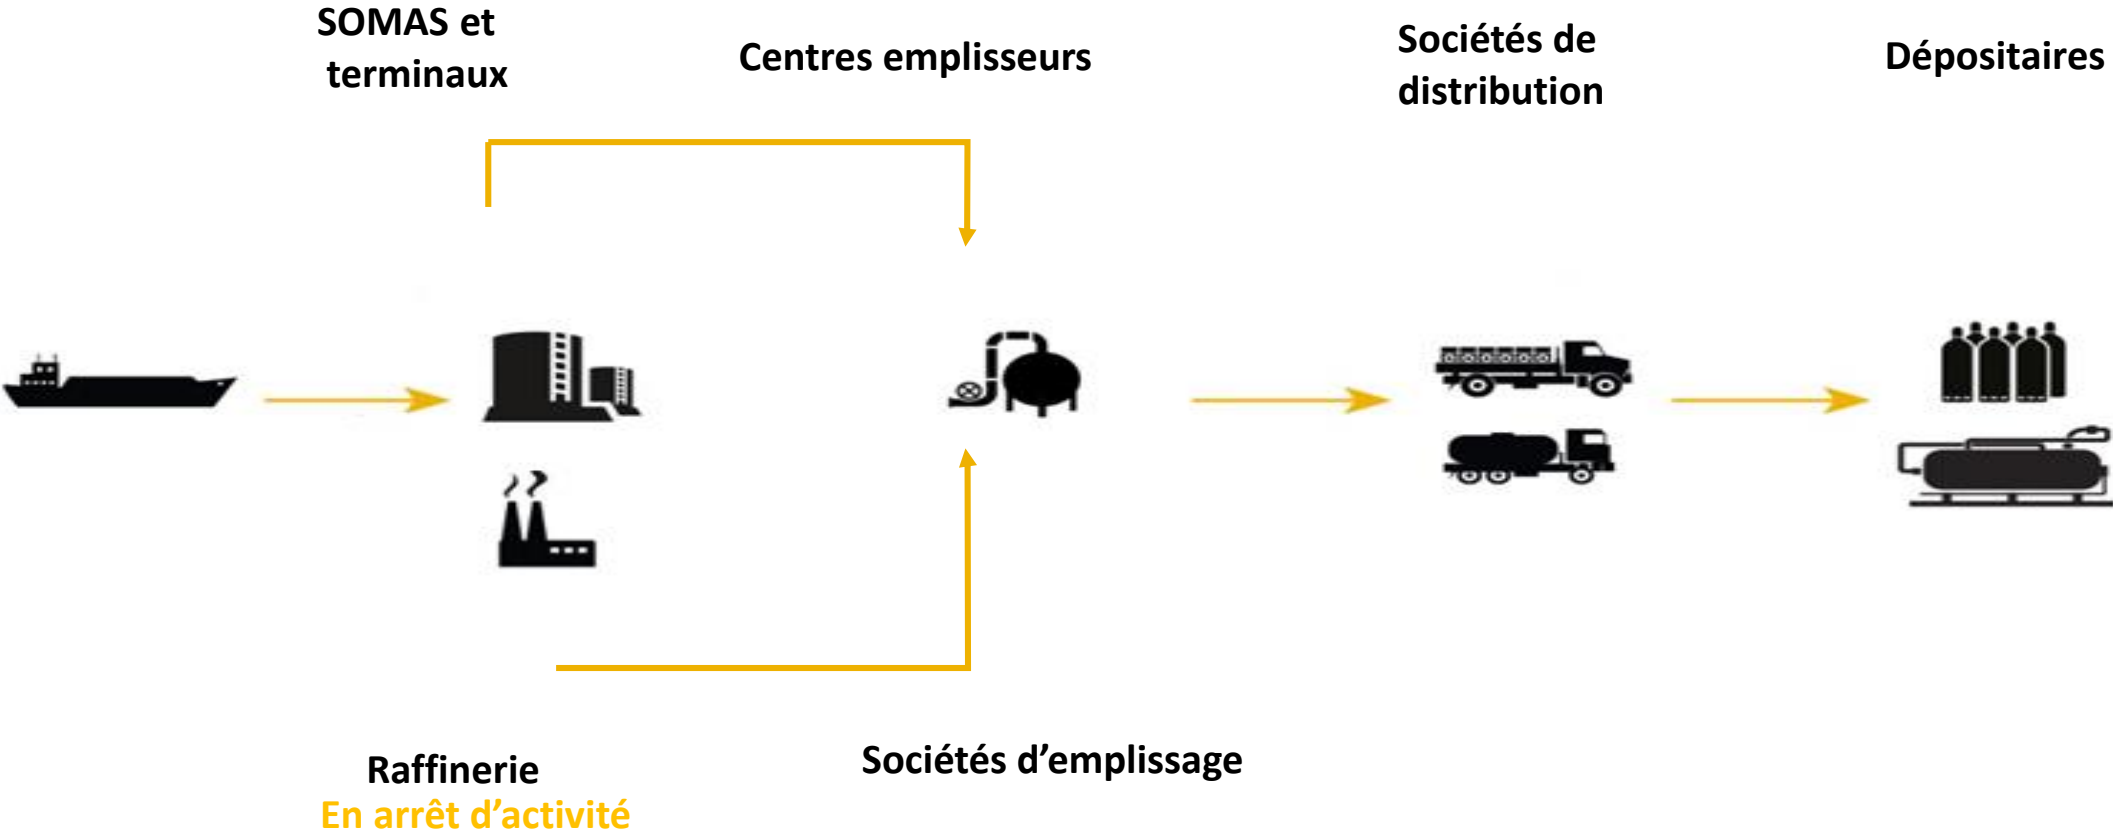 SOMAS et
terminaux
Centres emplisseurs
Sociétés de
distribution
Dépositaires
Raffinerie
En arrêt d’activité
Sociétés d’emplissage